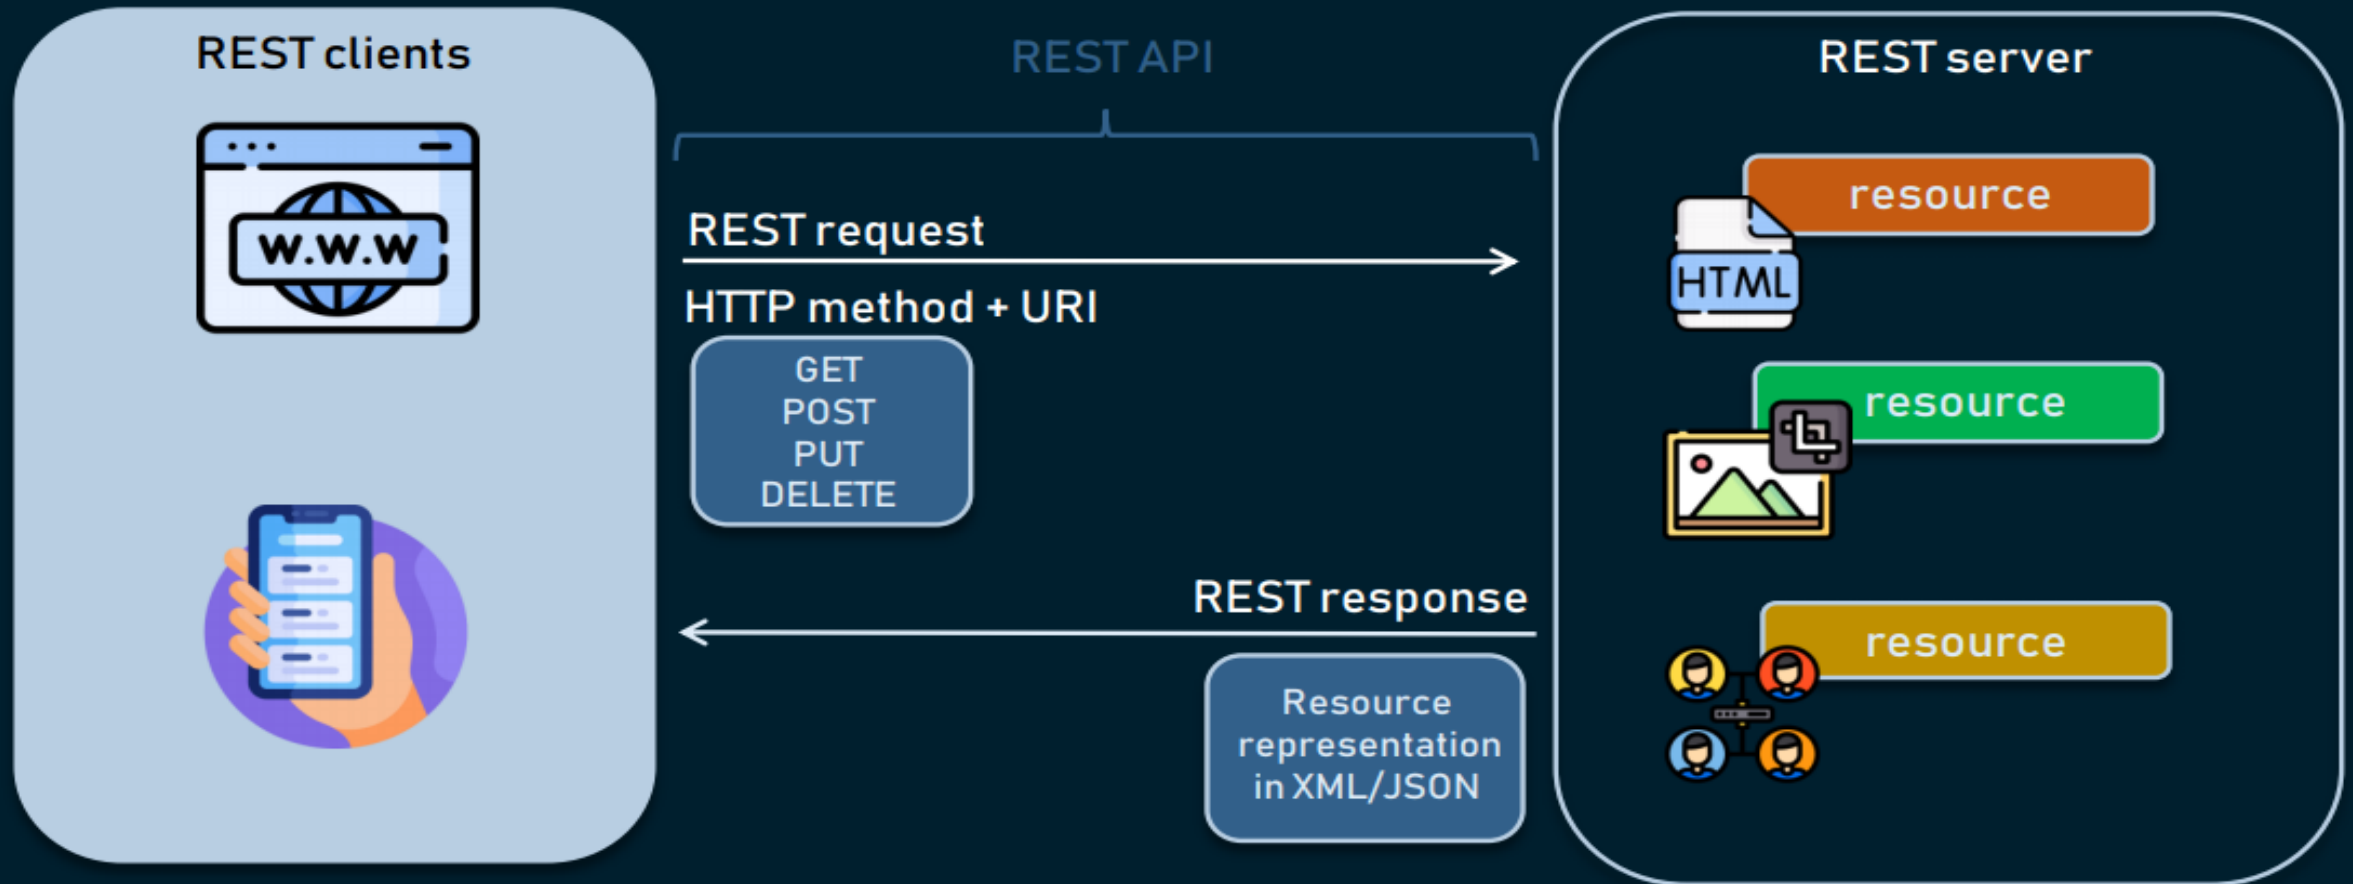 REST clients
W.W.W
REST API
REST request
HTTP method + URI
GET
POST
PUT
DELETE
REST response
Resource
representation
in XML/JSON
REST server
resource
HTML
resource
resource